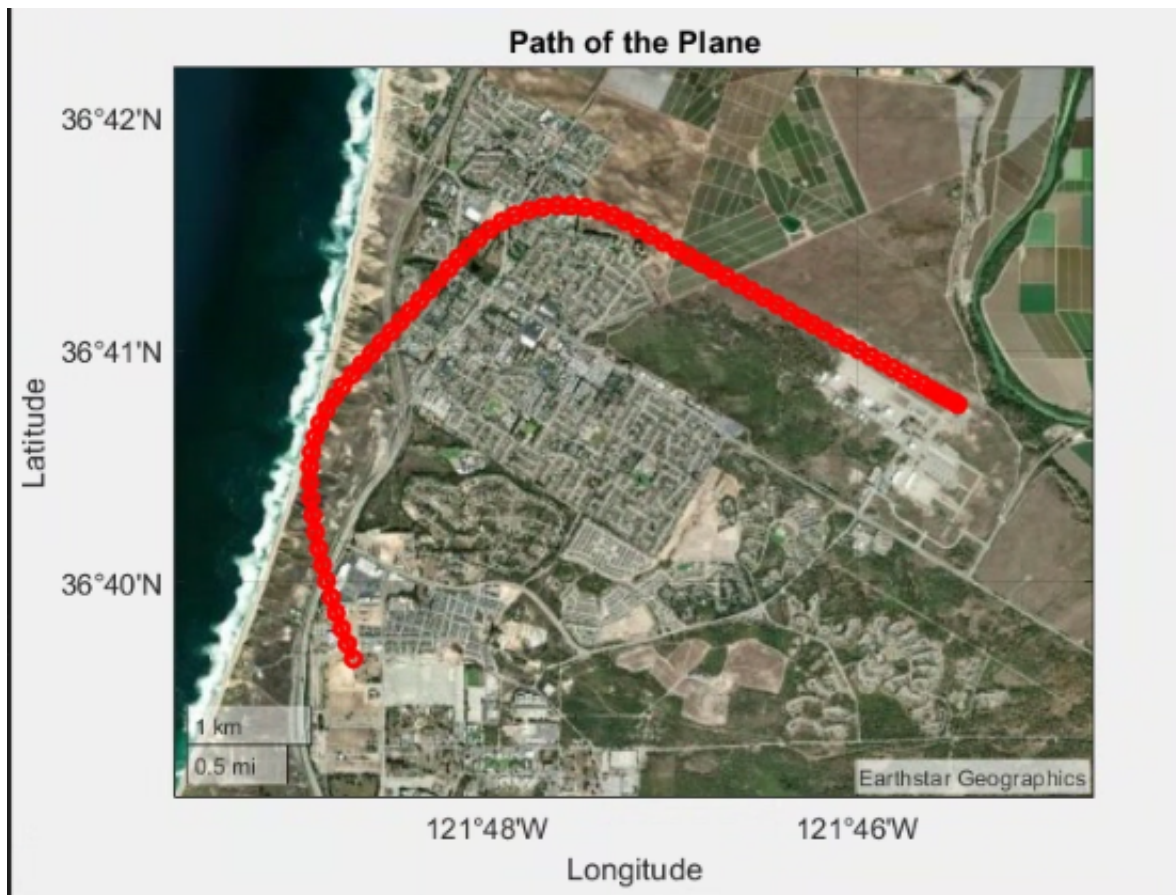 Path of the Plane
36°42'N
36°41'N
36°40'N
Latitude
1 km
0.5 mi
Earthstar Geographics
121°48'W
121°46'W
Longitude